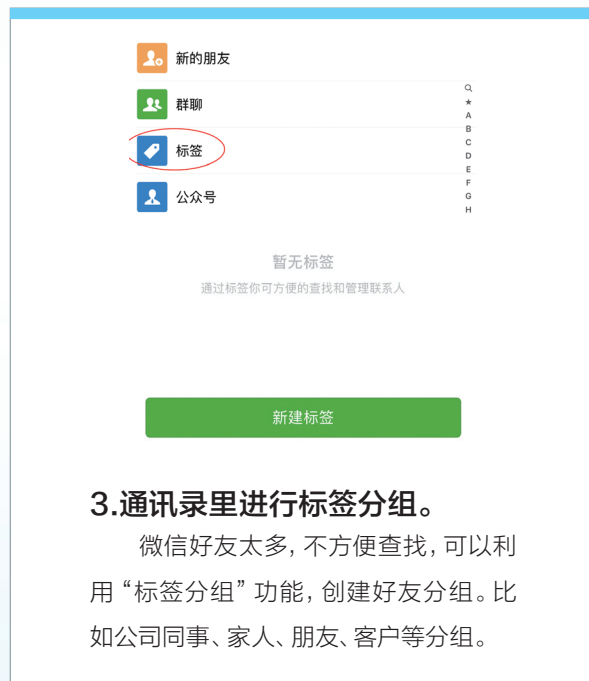 新的朋友
群聊
标签
公众号
Q
★
A
B
C
D
E
F
G
H
暂无标签
通过标签你可方便的查找和管理联系人
新建标签
3.通讯录里进行标签分组。
微信好友太多，不方便查找，可以利
用“标签分组”功能，创建好友分组。比
如公司同事、家人、朋友、客户等分组。